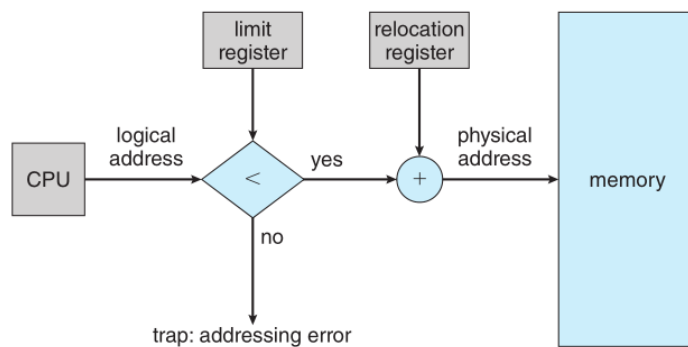 limit
register
relocation
register
logical
address
physical
address
CPU
<
yes
+
memory
no
trap: addressing error